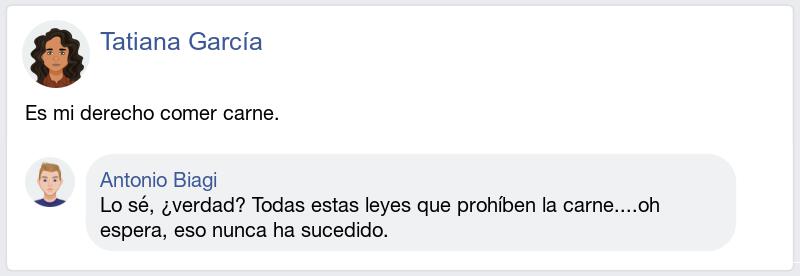 Tatiana García
Es mi derecho comer carne.
Antonio Biagi
Lo sé, ¿verdad? Todas estas leyes que prohíben la carne....oh
espera, eso nunca ha sucedido.